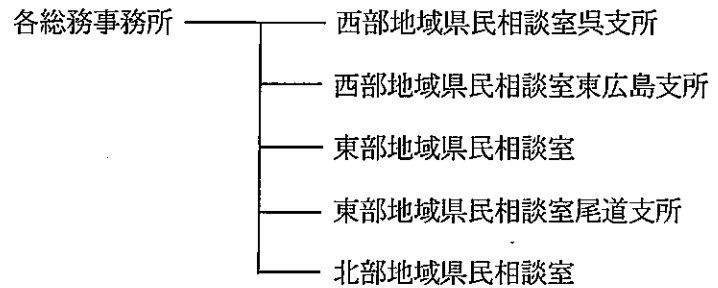 各総務事務所 西部地域県民相談室呉支所
西部地域県民相談室東広島支所
東部地域県民相談室
東部地域県民相談室尾道支所
北部地域県民相談室